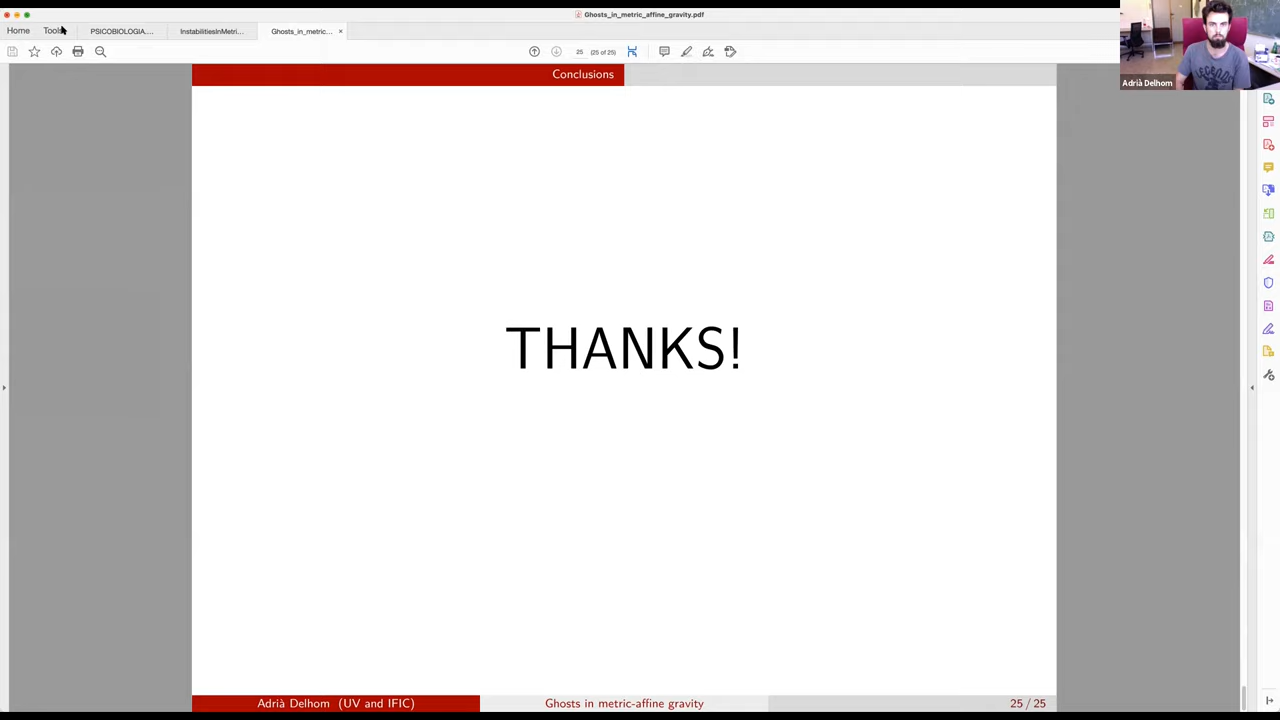 Ghosts_in_metric_affine_gravity.pdf
Home
PSICOBIOLOGIA....
InstabilitiesInMetri...
Ghosts_in_metric...
25 (25 of 25)
Adrià Delhom
Conclusions
THANKS!
Adrià Delhom (UV and IFIC)
Ghosts in metric-affine gravity
25 / 25